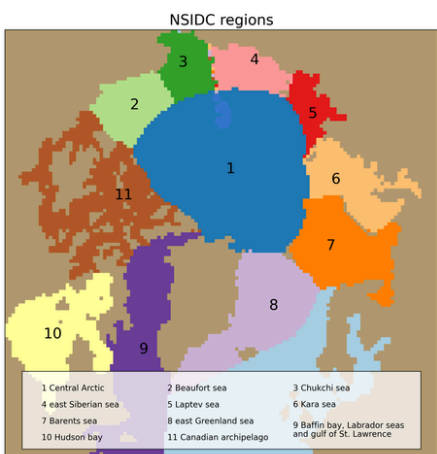 NSIDC regions
3
4
2
5
1
6
11
7
8
10
9
1 Central Arctic
2 Beaufort sea
3 Chukchi sea
4 east Siberian sea
5 Laptev sea
6 Kara sea
7 Barents sea
8 east Greenland sea
9 Baffin bay, Labrador seas
and gulf of St. Lawrence
10 Hudson bay
11 Canadian archipelago